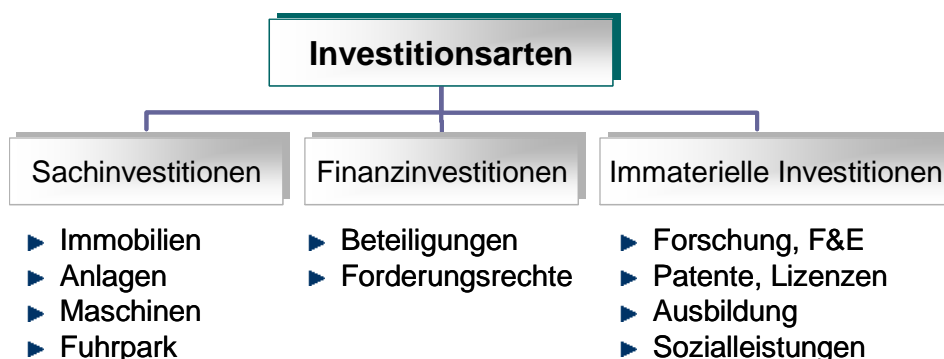 Investitionsarten
Sachinvestitionen
Immobilien
Anlagen
Maschinen
Fuhrpark
Finanzinvestitionen
Beteiligungen
Forderungsrechte
Immaterielle Investitionen
Forschung, F&E
Patente, Lizenzen
Ausbildung
Sozialleistungen